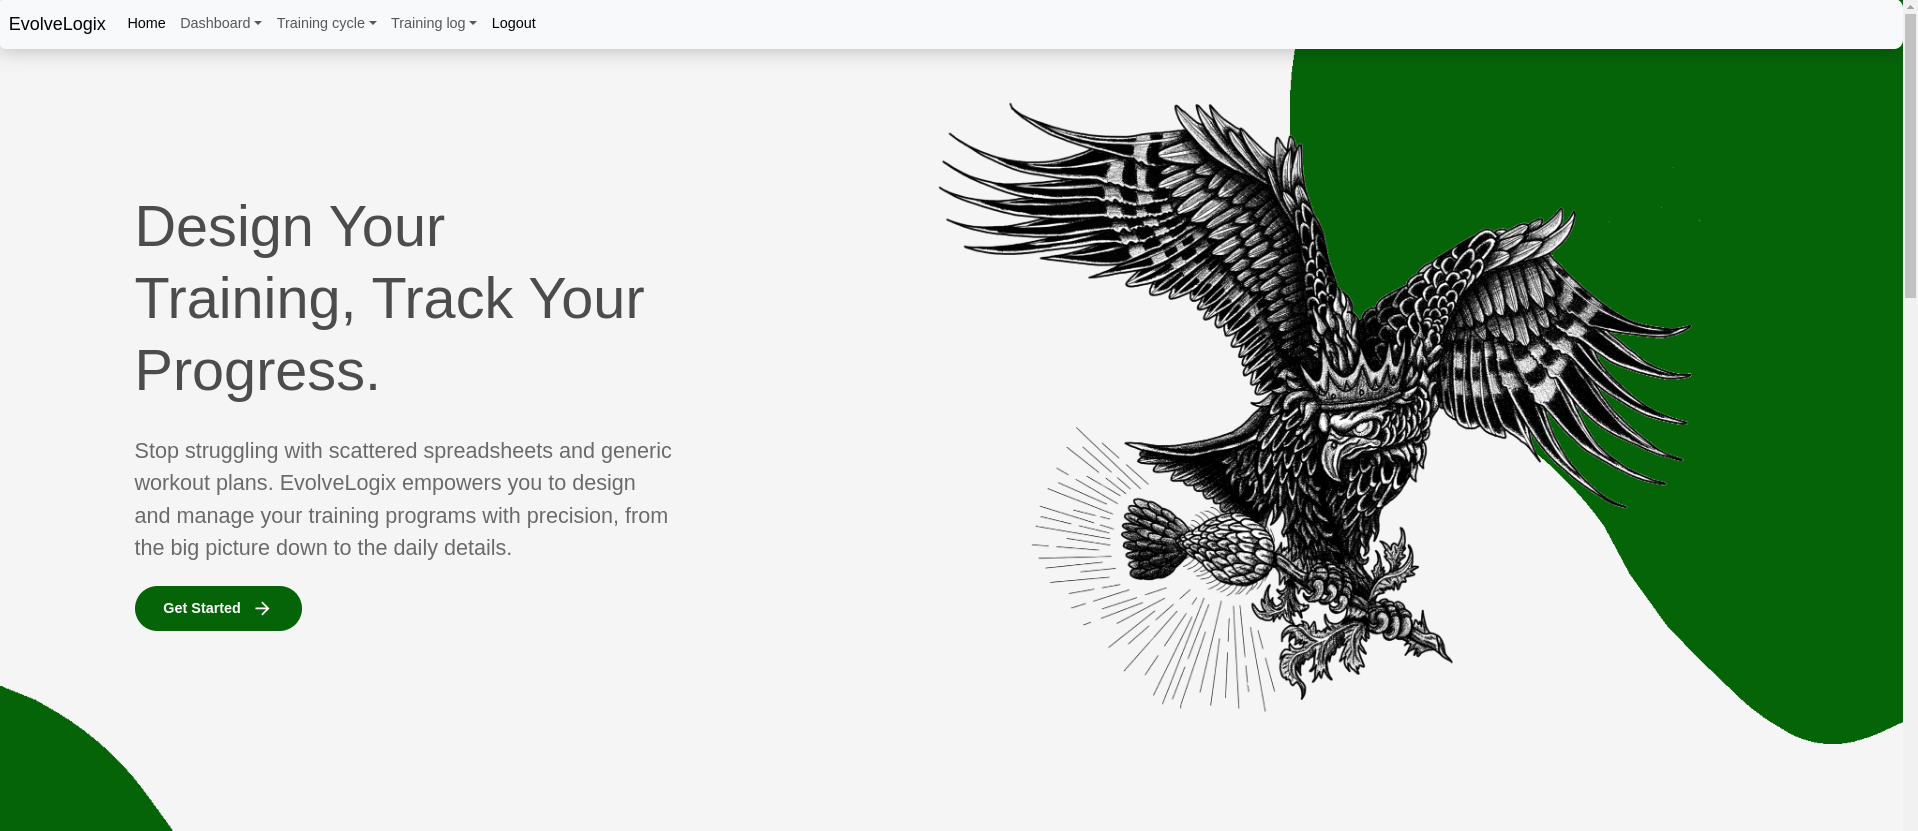 EvolveLogix Home Dashboard Training cycle Training log Logout
Design Your
Training, Track Your
Progress.
Stop struggling with scattered spreadsheets and generic
workout plans. EvolveLogix empowers you to design
and manage your training programs with precision, from
the big picture down to the daily details.
Get Started